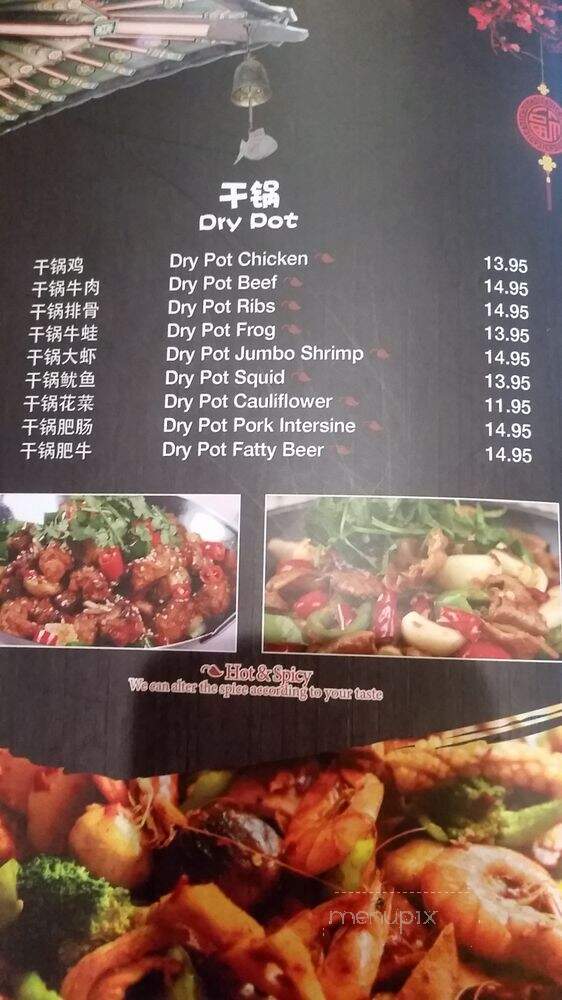 干锅
Dry Pot
干锅鸡 Dry Pot Chicken 13.95
干锅牛肉 Dry Pot Beef 14.95
干锅排骨 Dry Pot Ribs 14.95
干锅牛蛙 Dry Pot Frog 13.95
干锅大虾 Dry Pot Jumbo Shrimp 14.95
干锅鱿鱼 Dry Pot Squid 13.95
干锅花菜 Dry Pot Cauliflower 11.95
干锅肥肠 Dry Pot Pork Intersine 14.95
干锅肥牛 Dry Pot Fatty Beer 14.95
Hot & Spicy
We can alter the spice according to your taste
menupix